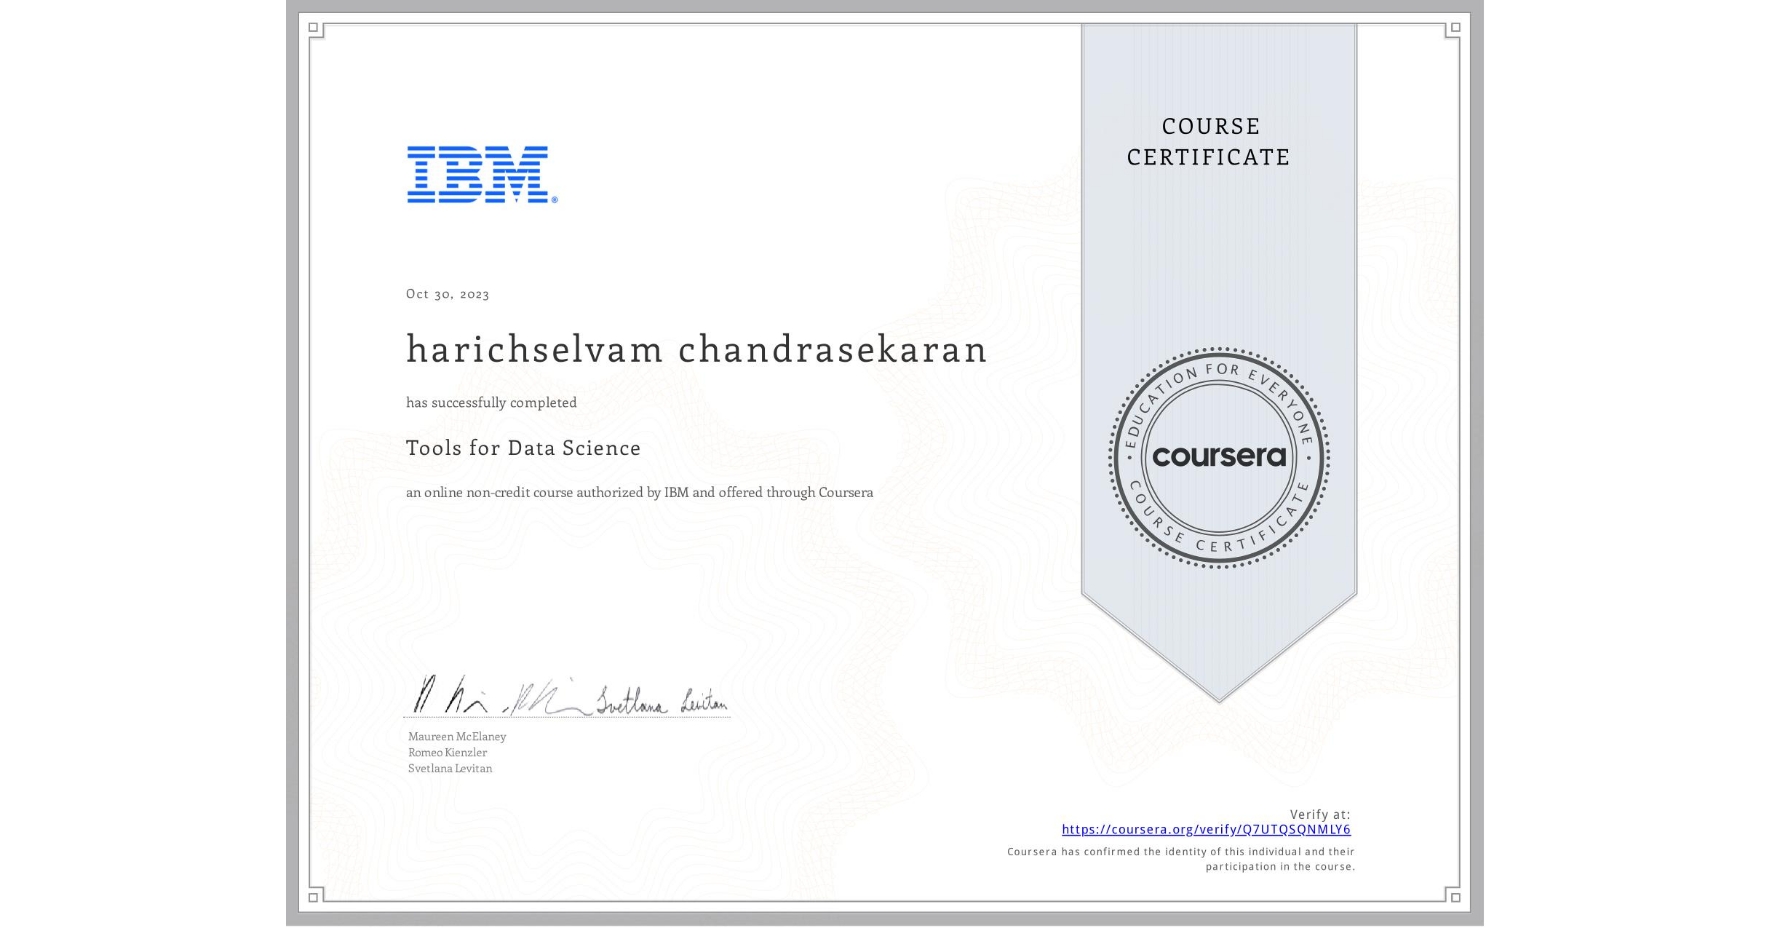 COURSE
CERTIFICATE
IBM®
Oct 30, 2023
harichselvam chandrasekaran
has successfully completed
Tools for Data Science
an online non-credit course authorized by IBM and offered through Coursera
EDUCATION FOR EVERYONE
coursera
COURSE CERTIFICATE
Svetlana Levitan
Maureen McElaney
Romeo Kienzler
Svetlana Levitan
Verify at:
https://coursera.org/verify/Q7UTQSQNMLY6
Coursera has confirmed the identity of this individual and their
participation in the course.